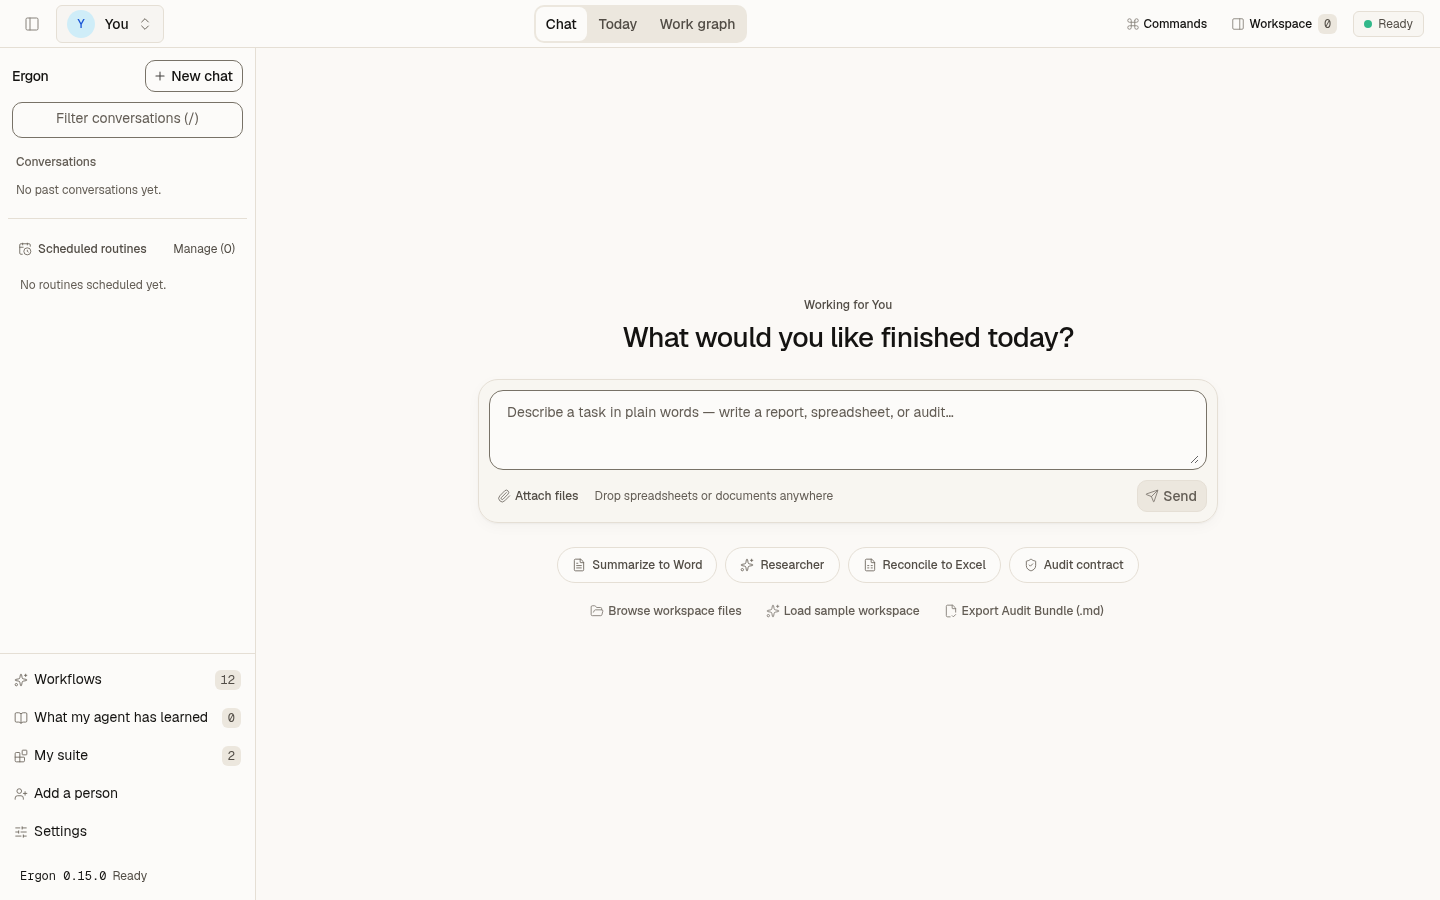 Y You
Chat Today Work graph
Commands Workspace 0 Ready
Ergon
New chat
Filter conversations (/)
Conversations
No past conversations yet.
Scheduled routines Manage (0)
No routines scheduled yet.
Working for You
What would you like finished today?
Describe a task in plain words — write a report, spreadsheet, or audit…
Attach files Drop spreadsheets or documents anywhere Send
Summarize to Word Researcher Reconcile to Excel Audit contract
Browse workspace files Load sample workspace Export Audit Bundle (.md)
Workflows 12
What my agent has learned 0
My suite 2
Add a person
Settings
Ergon 0.15.0 Ready